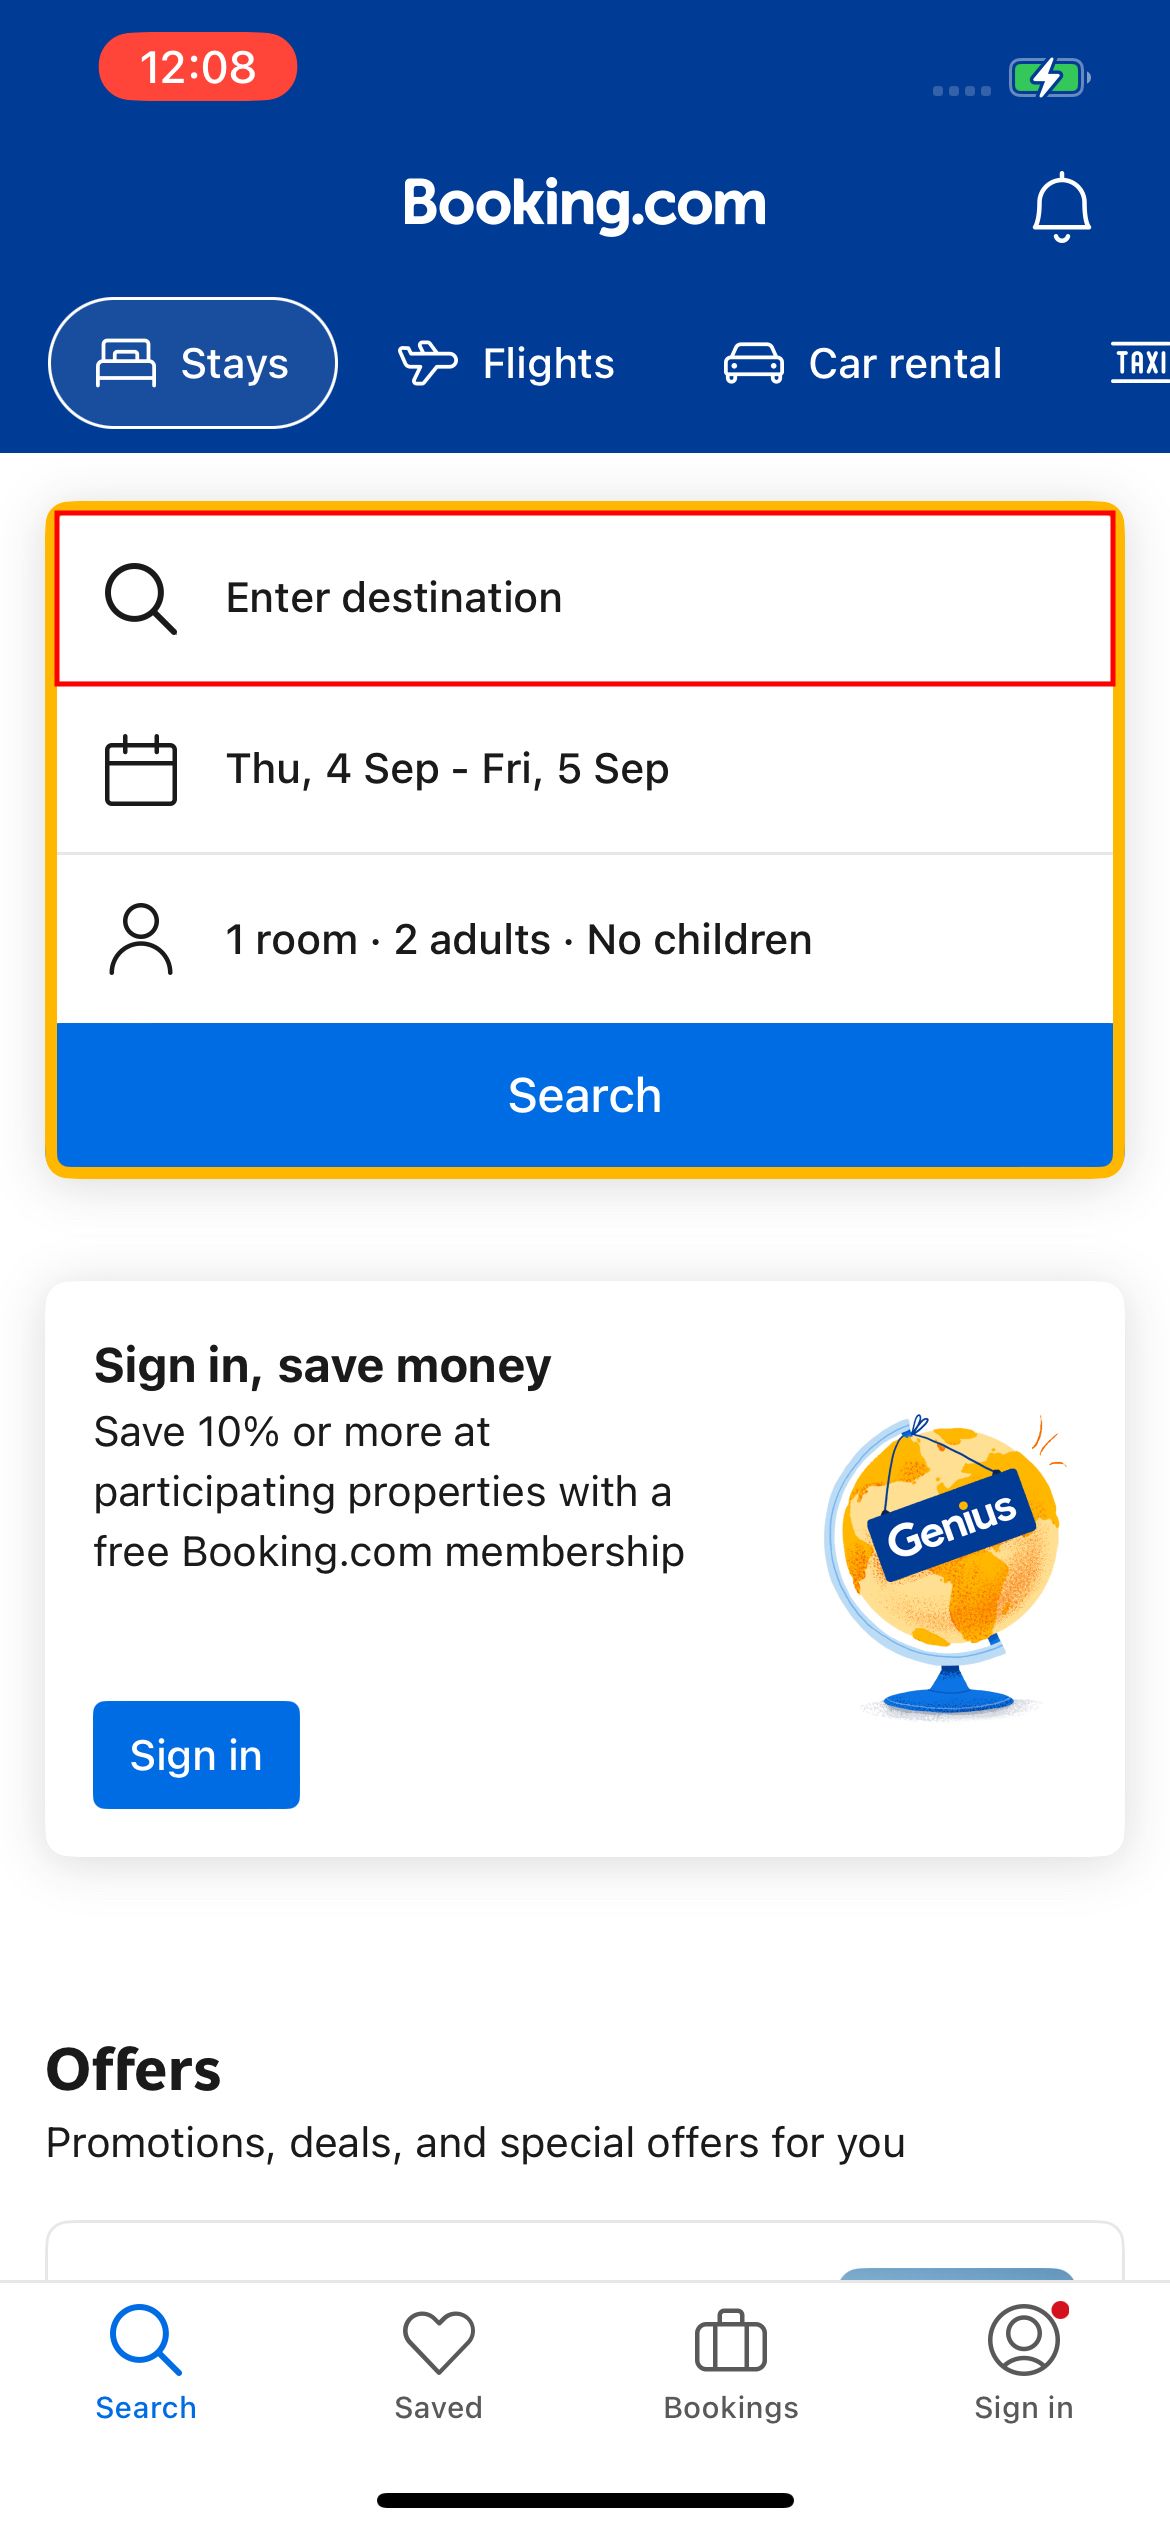 12:08
Booking.com
Stays
Flights
Car rental
TAXI
Enter destination
Thu, 4 Sep - Fri, 5 Sep
1 room · 2 adults · No children
Search
Sign in, save money
Save 10% or more at
participating properties with a
free Booking.com membership
Genius
Sign in
Offers
Promotions, deals, and special offers for you
Search
Saved
Bookings
Sign in